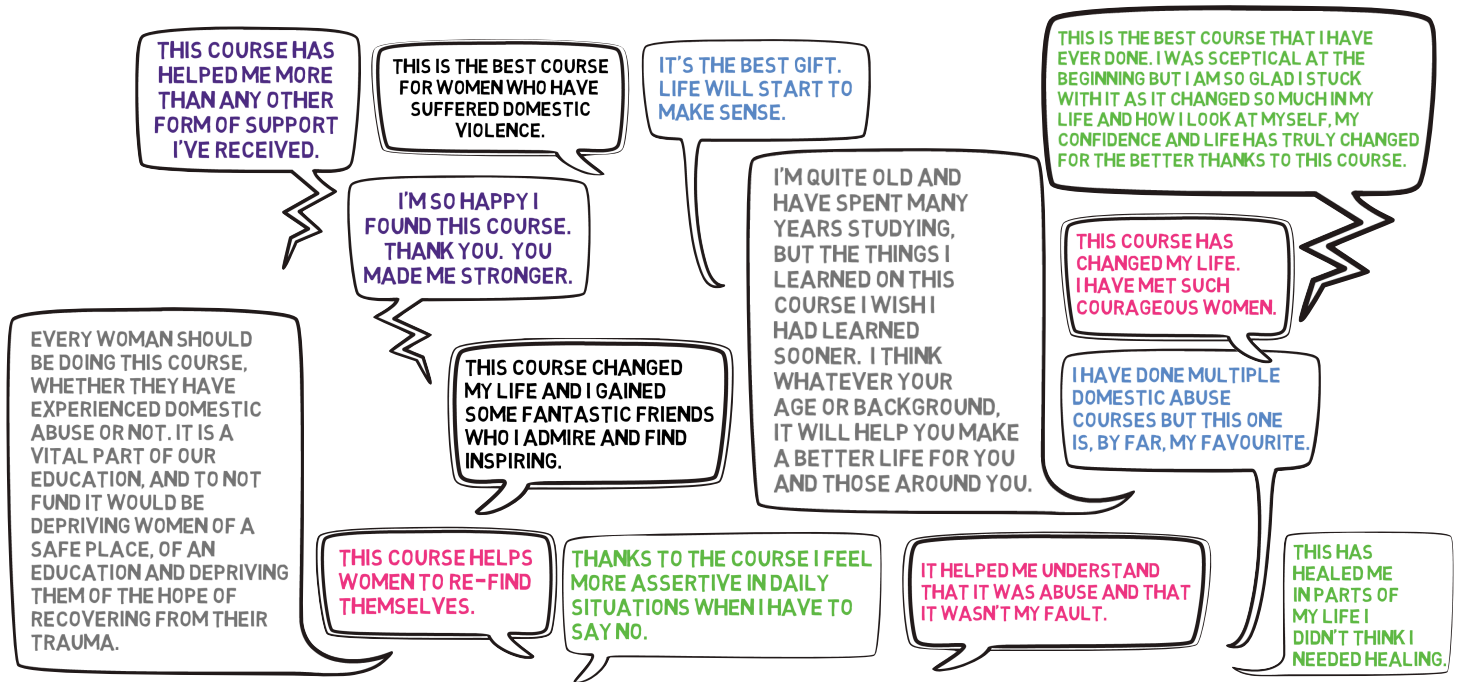 THIS COURSE HAS
HELPED ME MORE
THAN ANY OTHER
FORM OF SUPPORT
I'VE RECEIVED.
THIS IS THE BEST COURSE
FOR WOMEN WHO HAVE
SUFFERED DOMESTIC
VIOLENCE.
IT'S THE BEST GIFT.
LIFE WILL START TO
MAKE SENSE.
THIS IS THE BEST COURSE THAT I HAVE
EVER DONE. I WAS SCEPTICAL AT THE
BEGINNING BUT I AM SO GLAD I STUCK
WITH IT AS IT CHANGED SO MUCH IN MY
LIFE AND HOW I LOOK AT MYSELF, MY
CONFIDENCE AND LIFE HAS TRULY CHANGED
FOR THE BETTER THANKS TO THIS COURSE.
I'M SO HAPPY I
FOUND THIS COURSE.
THANK YOU. YOU
MADE ME STRONGER.
I'M QUITE OLD AND
HAVE SPENT MANY
YEARS STUDYING,
BUT THE THINGS I
LEARNED ON THIS
COURSE I WISH I
HAD LEARNED
SOONER. I THINK
WHATEVER YOUR
AGE OR BACKGROUND,
IT WILL HELP YOU MAKE
A BETTER LIFE FOR YOU
AND THOSE AROUND YOU.
THIS COURSE HAS
CHANGED MY LIFE.
I HAVE MET SUCH
COURAGEOUS WOMEN.
EVERY WOMAN SHOULD
BE DOING THIS COURSE,
WHETHER THEY HAVE
EXPERIENCED DOMESTIC
ABUSE OR NOT. IT IS A
VITAL PART OF OUR
EDUCATION, AND TO NOT
FUND IT WOULD BE
DEPRIVING WOMEN OF A
SAFE PLACE, OF AN
EDUCATION AND DEPRIVING
THEM OF THE HOPE OF
RECOVERING FROM THEIR
TRAUMA.
THIS COURSE CHANGED
MY LIFE AND I GAINED
SOME FANTASTIC FRIENDS
WHO I ADMIRE AND FIND
INSPIRING.
I HAVE DONE MULTIPLE
DOMESTIC ABUSE
COURSES BUT THIS ONE
IS, BY FAR, MY FAVOURITE.
THIS COURSE HELPS
WOMEN TO RE-FIND
THEMSELVES.
THANKS TO THE COURSE I FEEL
MORE ASSERTIVE IN DAILY
SITUATIONS WHEN I HAVE TO
SAY NO.
IT HELPED ME UNDERSTAND
THAT IT WAS ABUSE AND THAT
IT WASN'T MY FAULT.
THIS HAS
HEALED ME
IN PARTS OF
MY LIFE I
DIDN'T THINK I
NEEDED HEALING.